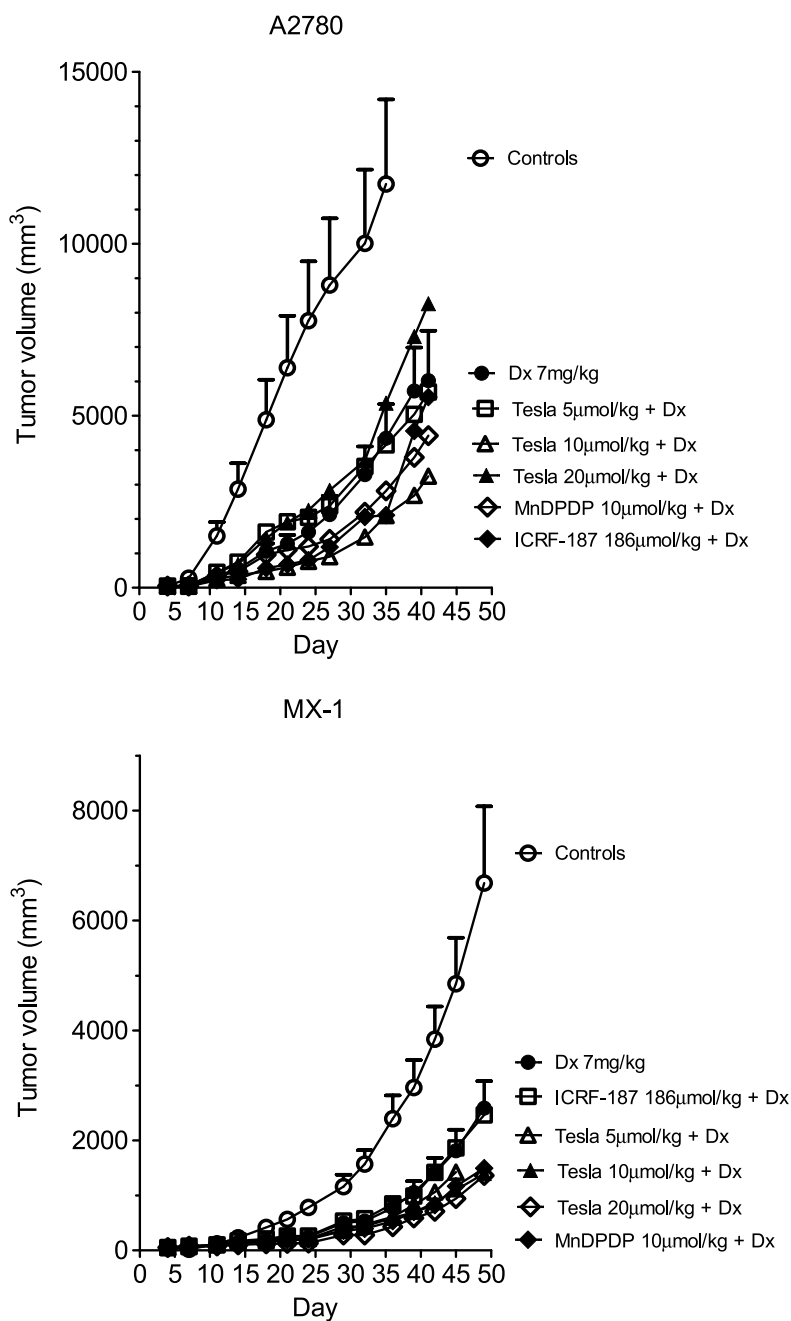 A2780
15000
10000
5000
0
Tumor volume (mm³)
0 5 10 15 20 25 30 35 40 45 50
Day
Controls
Dx 7mg/kg
Tesla 5μmol/kg + Dx
Tesla 10μmol/kg + Dx
Tesla 20μmol/kg + Dx
MnDPDP 10μmol/kg + Dx
ICRF-187 186μmol/kg + Dx
MX-1
8000
6000
4000
2000
0
Tumor volume (mm³)
0 5 10 15 20 25 30 35 40 45 50
Day
Controls
Dx 7mg/kg
ICRF-187 186μmol/kg + Dx
Tesla 5μmol/kg + Dx
Tesla 10μmol/kg + Dx
Tesla 20μmol/kg + Dx
MnDPDP 10μmol/kg + Dx